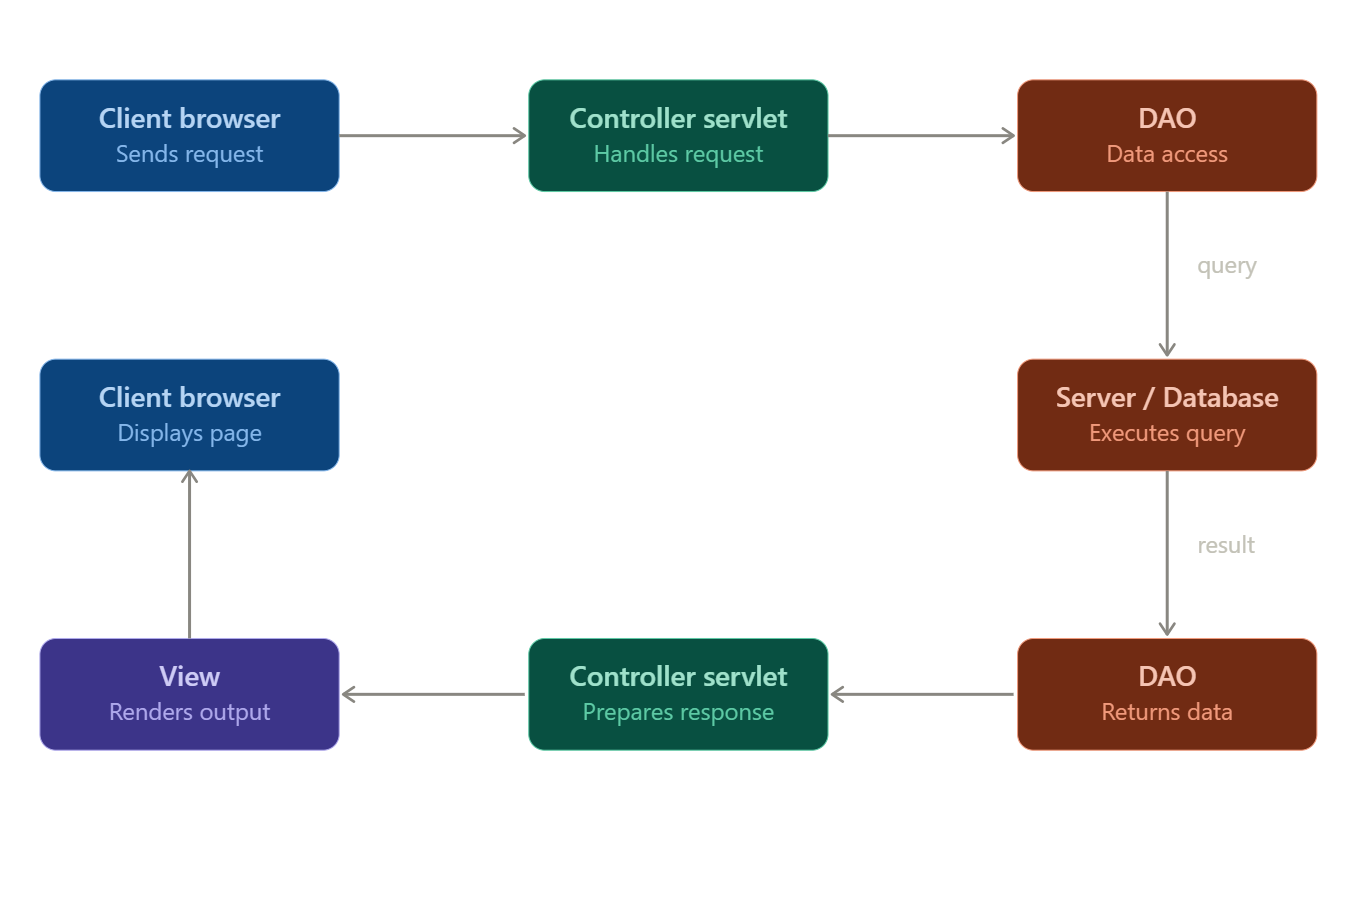 Client browser
Sends request
Controller servlet
Handles request
DAO
Data access
query
Client browser
Displays page
Server / Database
Executes query
result
View
Renders output
Controller servlet
Prepares response
DAO
Returns data